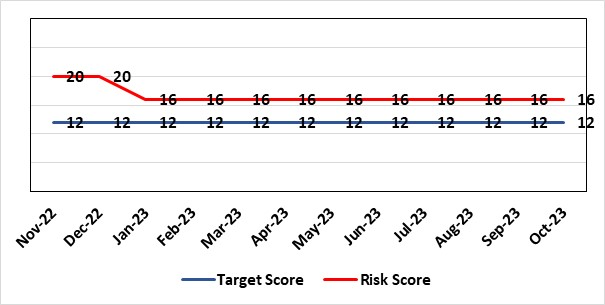 20 20 16 16 16 16 16 16 16 16 16 16
12 12 12 12 12 12 12 12 12 12 12 12
Nov-22 Dec-22 Jan-23 Feb-23 Mar-23 Apr-23 May-23 Jun-23 Jul-23 Aug-23 Sep-23 Oct-23
Target Score Risk Score